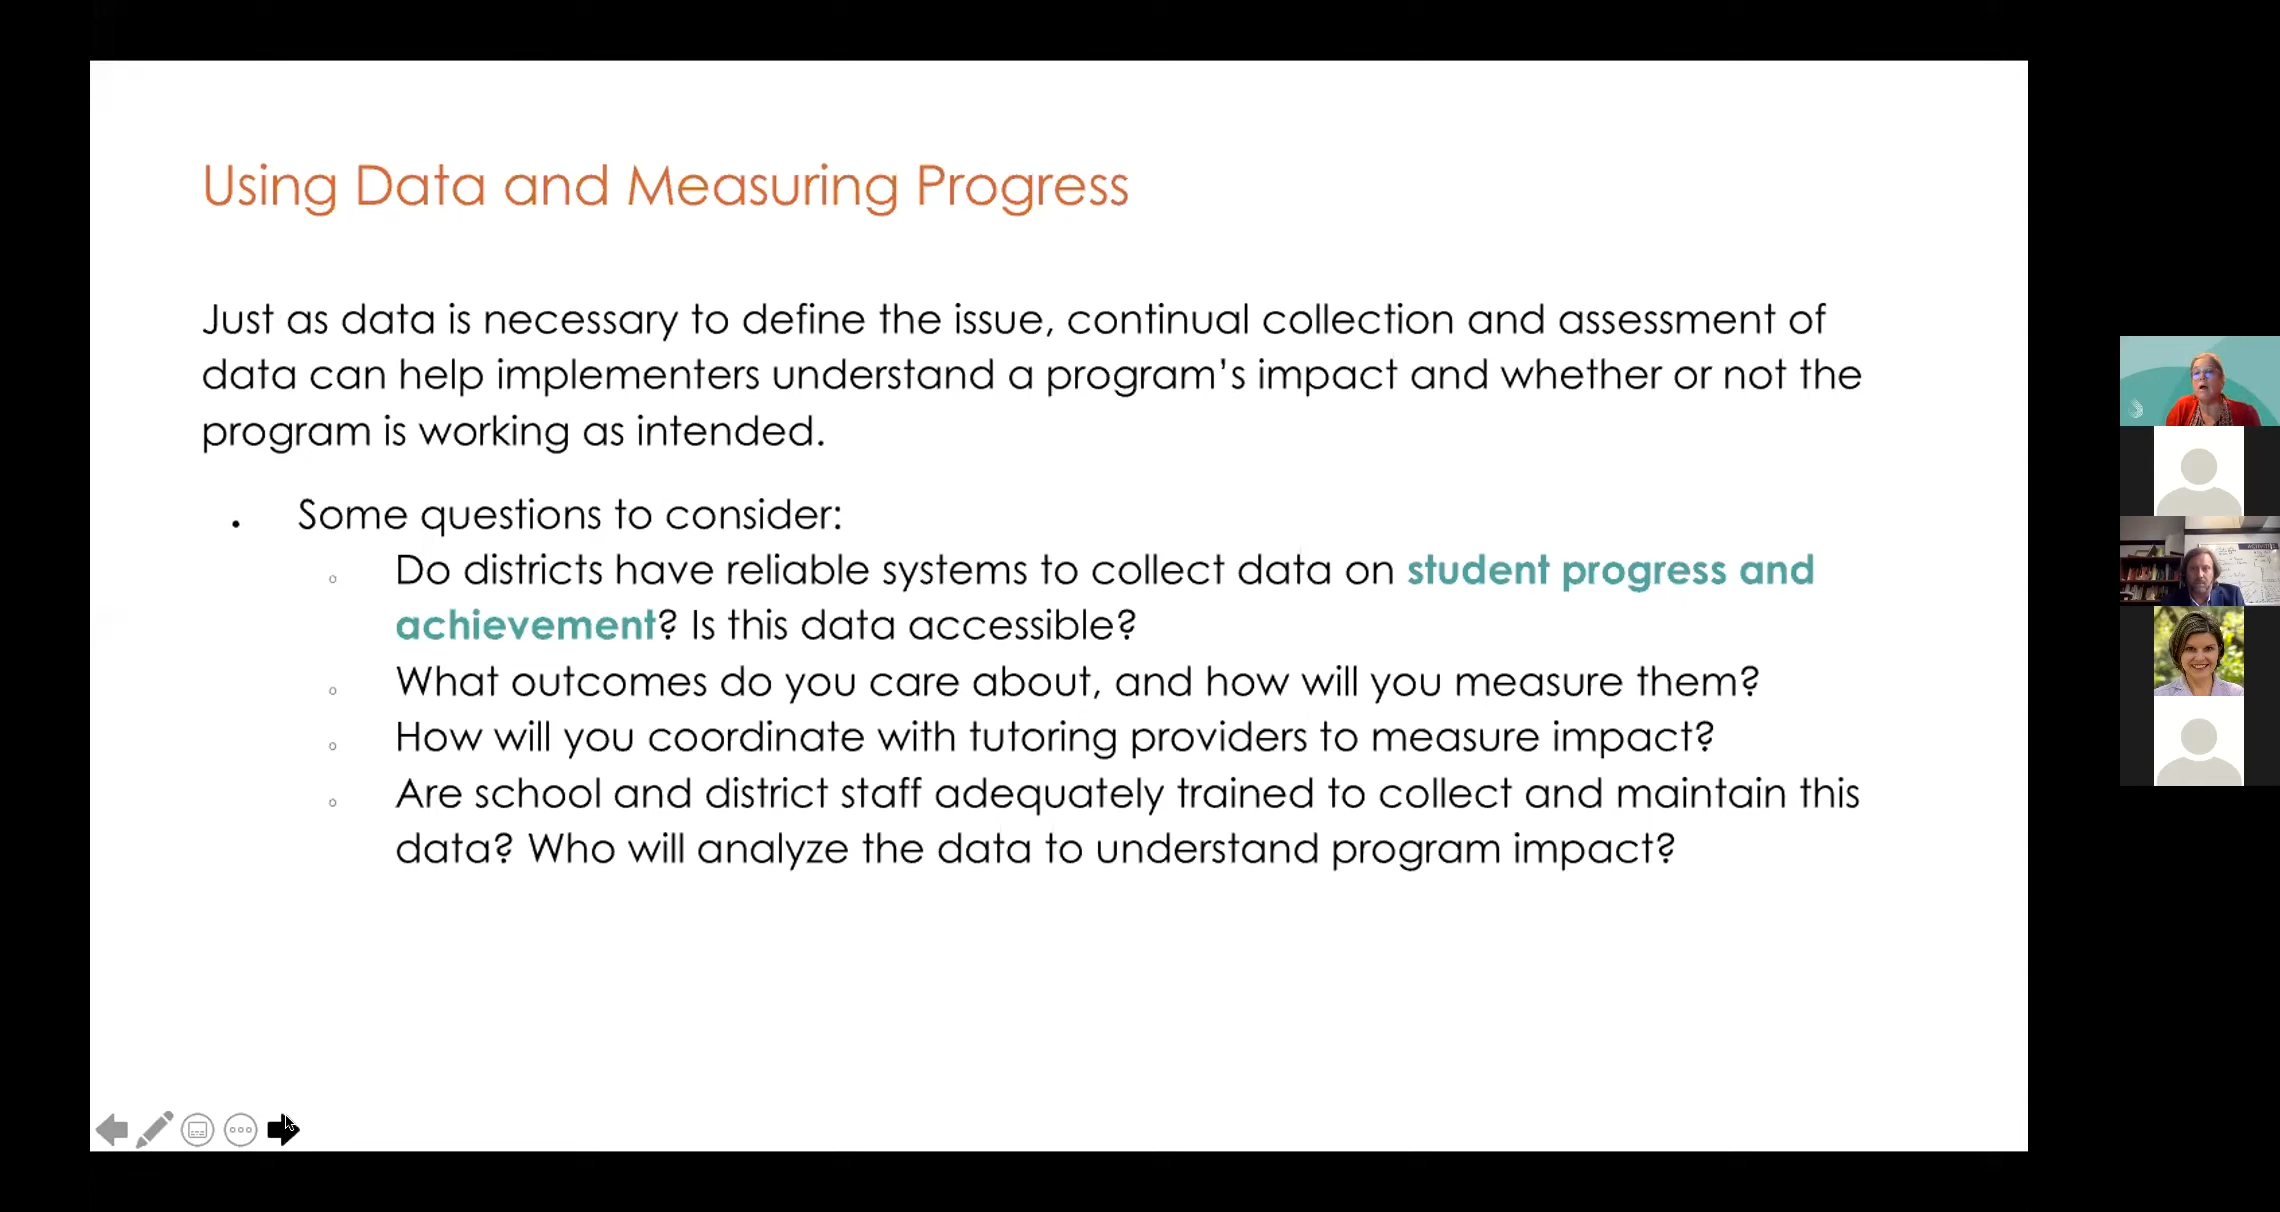 Using Data and Measuring Progress
Just as data is necessary to define the issue, continual collection and assessment of
data can help implementers understand a program’s impact and whether or not the
program is working as intended.
Some questions to consider:
Do districts have reliable systems to collect data on student progress and
achievement? Is this data accessible?
What outcomes do you care about, and how will you measure them?
How will you coordinate with tutoring providers to measure impact?
Are school and district staff adequately trained to collect and maintain this
data? Who will analyze the data to understand program impact?